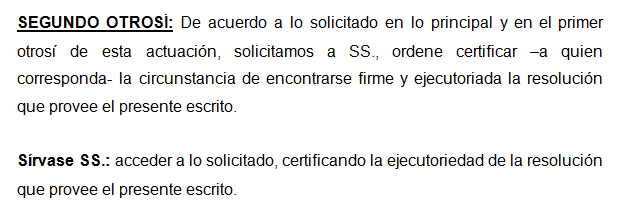 SEGUNDO OTROSÌ: De acuerdo a lo solicitado en lo principal y en el primer
otrosí de esta actuación, solicitamos a SS., ordene certificar –a quien
corresponda- la circunstancia de encontrarse firme y ejecutoriada la resolución
que provee el presente escrito.
Sírvase SS.: acceder a lo solicitado, certificando la ejecutoriedad de la resolución
que provee el presente escrito.